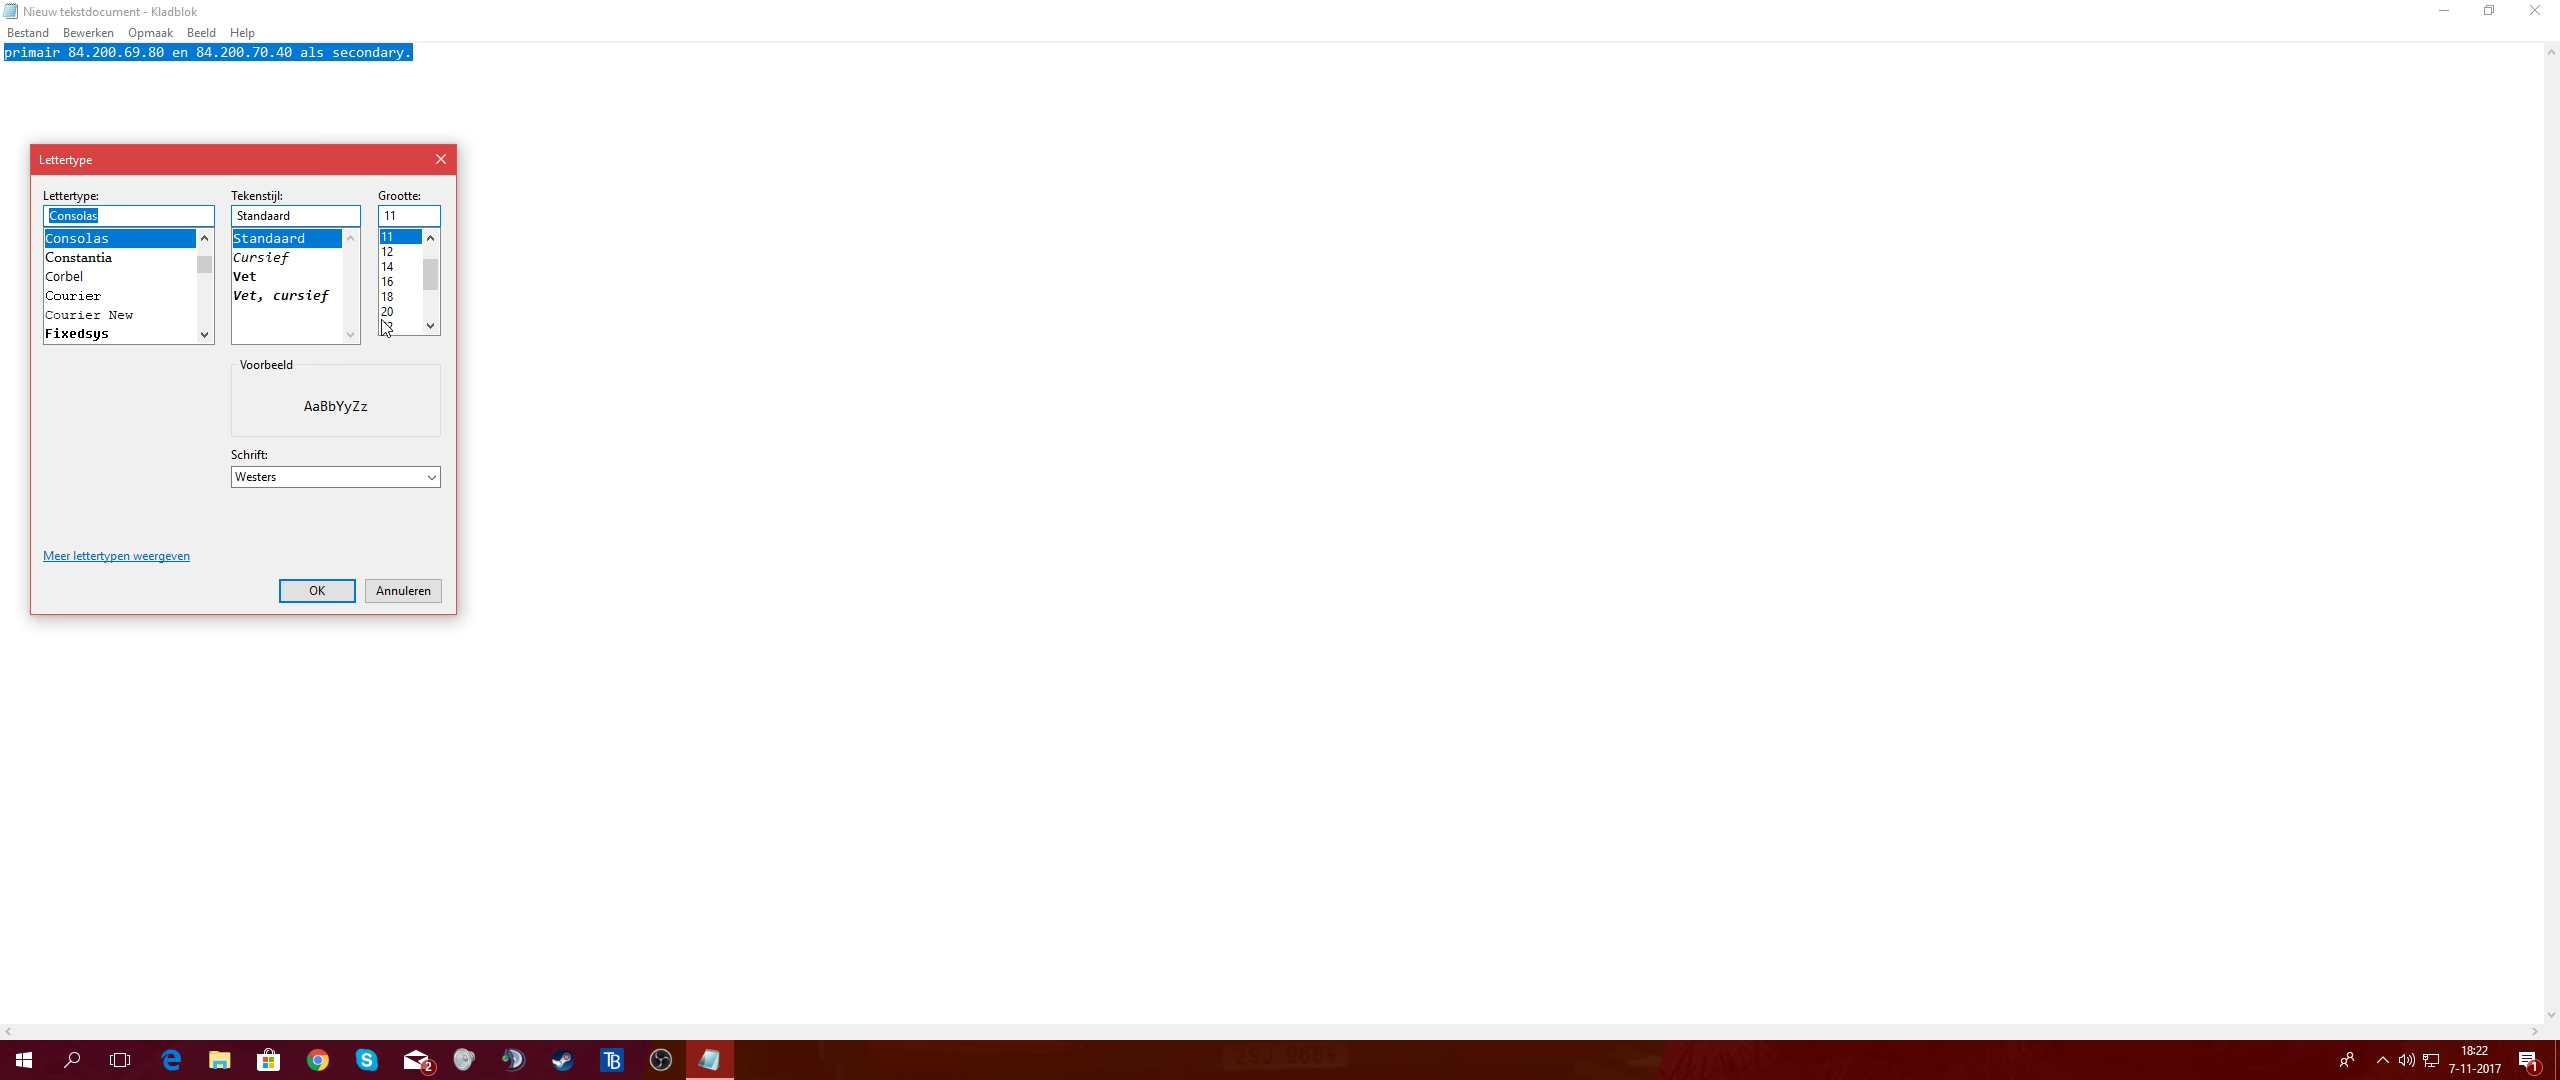 Nieuw tekstdocument - Kladblok
Bestand Bewerken Opmaak Beeld Help
primair 84.200.69.80 en 84.200.70.40 als secondary.
Lettertype
Lettertype: Tekenstijl: Grootte:
Consolas Standaard 11
Consolas Standaard 11
Constantia Cursief 12
Corbel Vet 14
Courier Vet, cursief 16
Courier New 18
Fixedsys 20
Voorbeeld
AaBbYyZz
Schrift:
Westers
Meer lettertypen weergeven
OK Annuleren
2 TB 18:22
7-11-2017 1